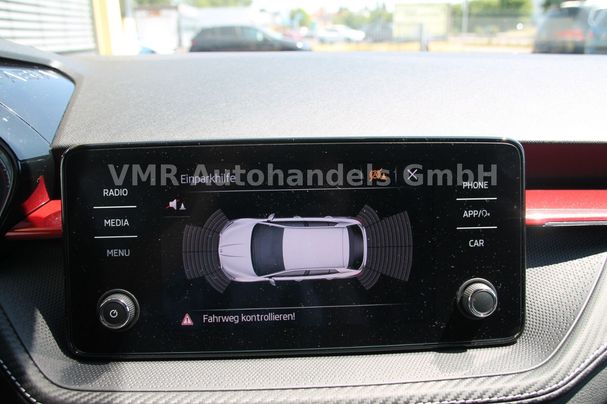 VMR-Autohandels GmbH
Einparkhilfe
RADIO
MEDIA
MENU
PHONE
APP/
CAR
Fahrweg kontrollieren!